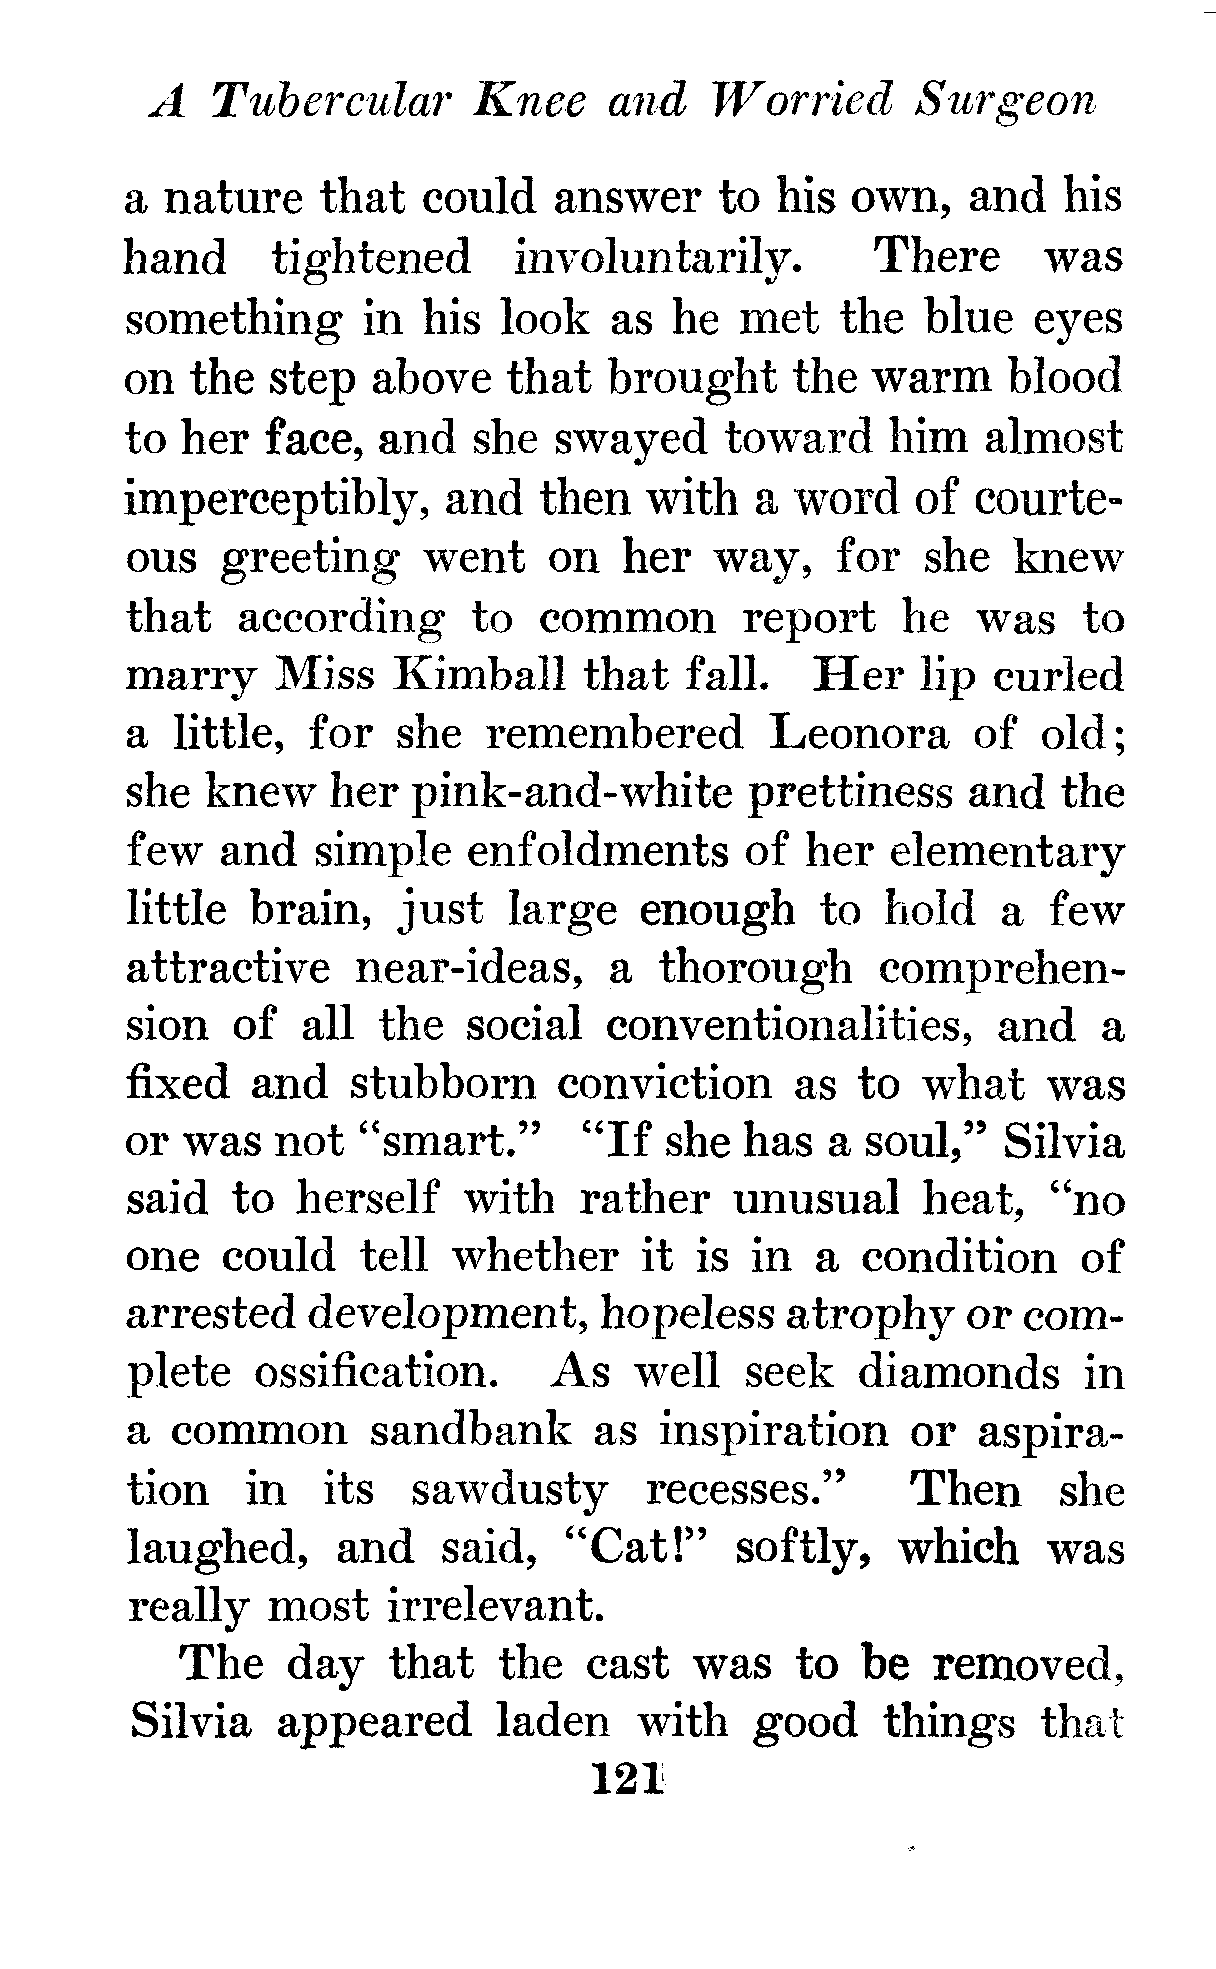 A Tubercular Knee and Worried Surgeon
a nature that could answer to his own, and his
hand tightened involuntarily. There was
something in his look as he met the blue eyes
on the step above that brought the warm blood
to her face, and she swayed toward him almost
imperceptibly, and then with a word of courte-
ous greeting went on her way, for she knew
that according to common report he was to
marry Miss Kimball that fall. Her lip curled
a little, for she remembered Leonora of old;
she knew her pink-and-white prettiness and the
few and simple enfoldments of her elementary
little brain, just large enough to hold a few
attractive near-ideas, a thorough comprehen-
sion of all the social conventionalities, and a
fixed and stubborn conviction as to what was
or was not “smart.” “If she has a soul,” Silvia
said to herself with rather unusual heat, “no
one could tell whether it is in a condition of
arrested development, hopeless atrophy or com-
plete ossification. As well seek diamonds in
a common sandbank as inspiration or aspira-
tion in its sawdusty recesses.” Then she
laughed, and said, “Cat!” softly, which was
really most irrelevant.
The day that the cast was to be removed,
Silvia appeared laden with good things that
121